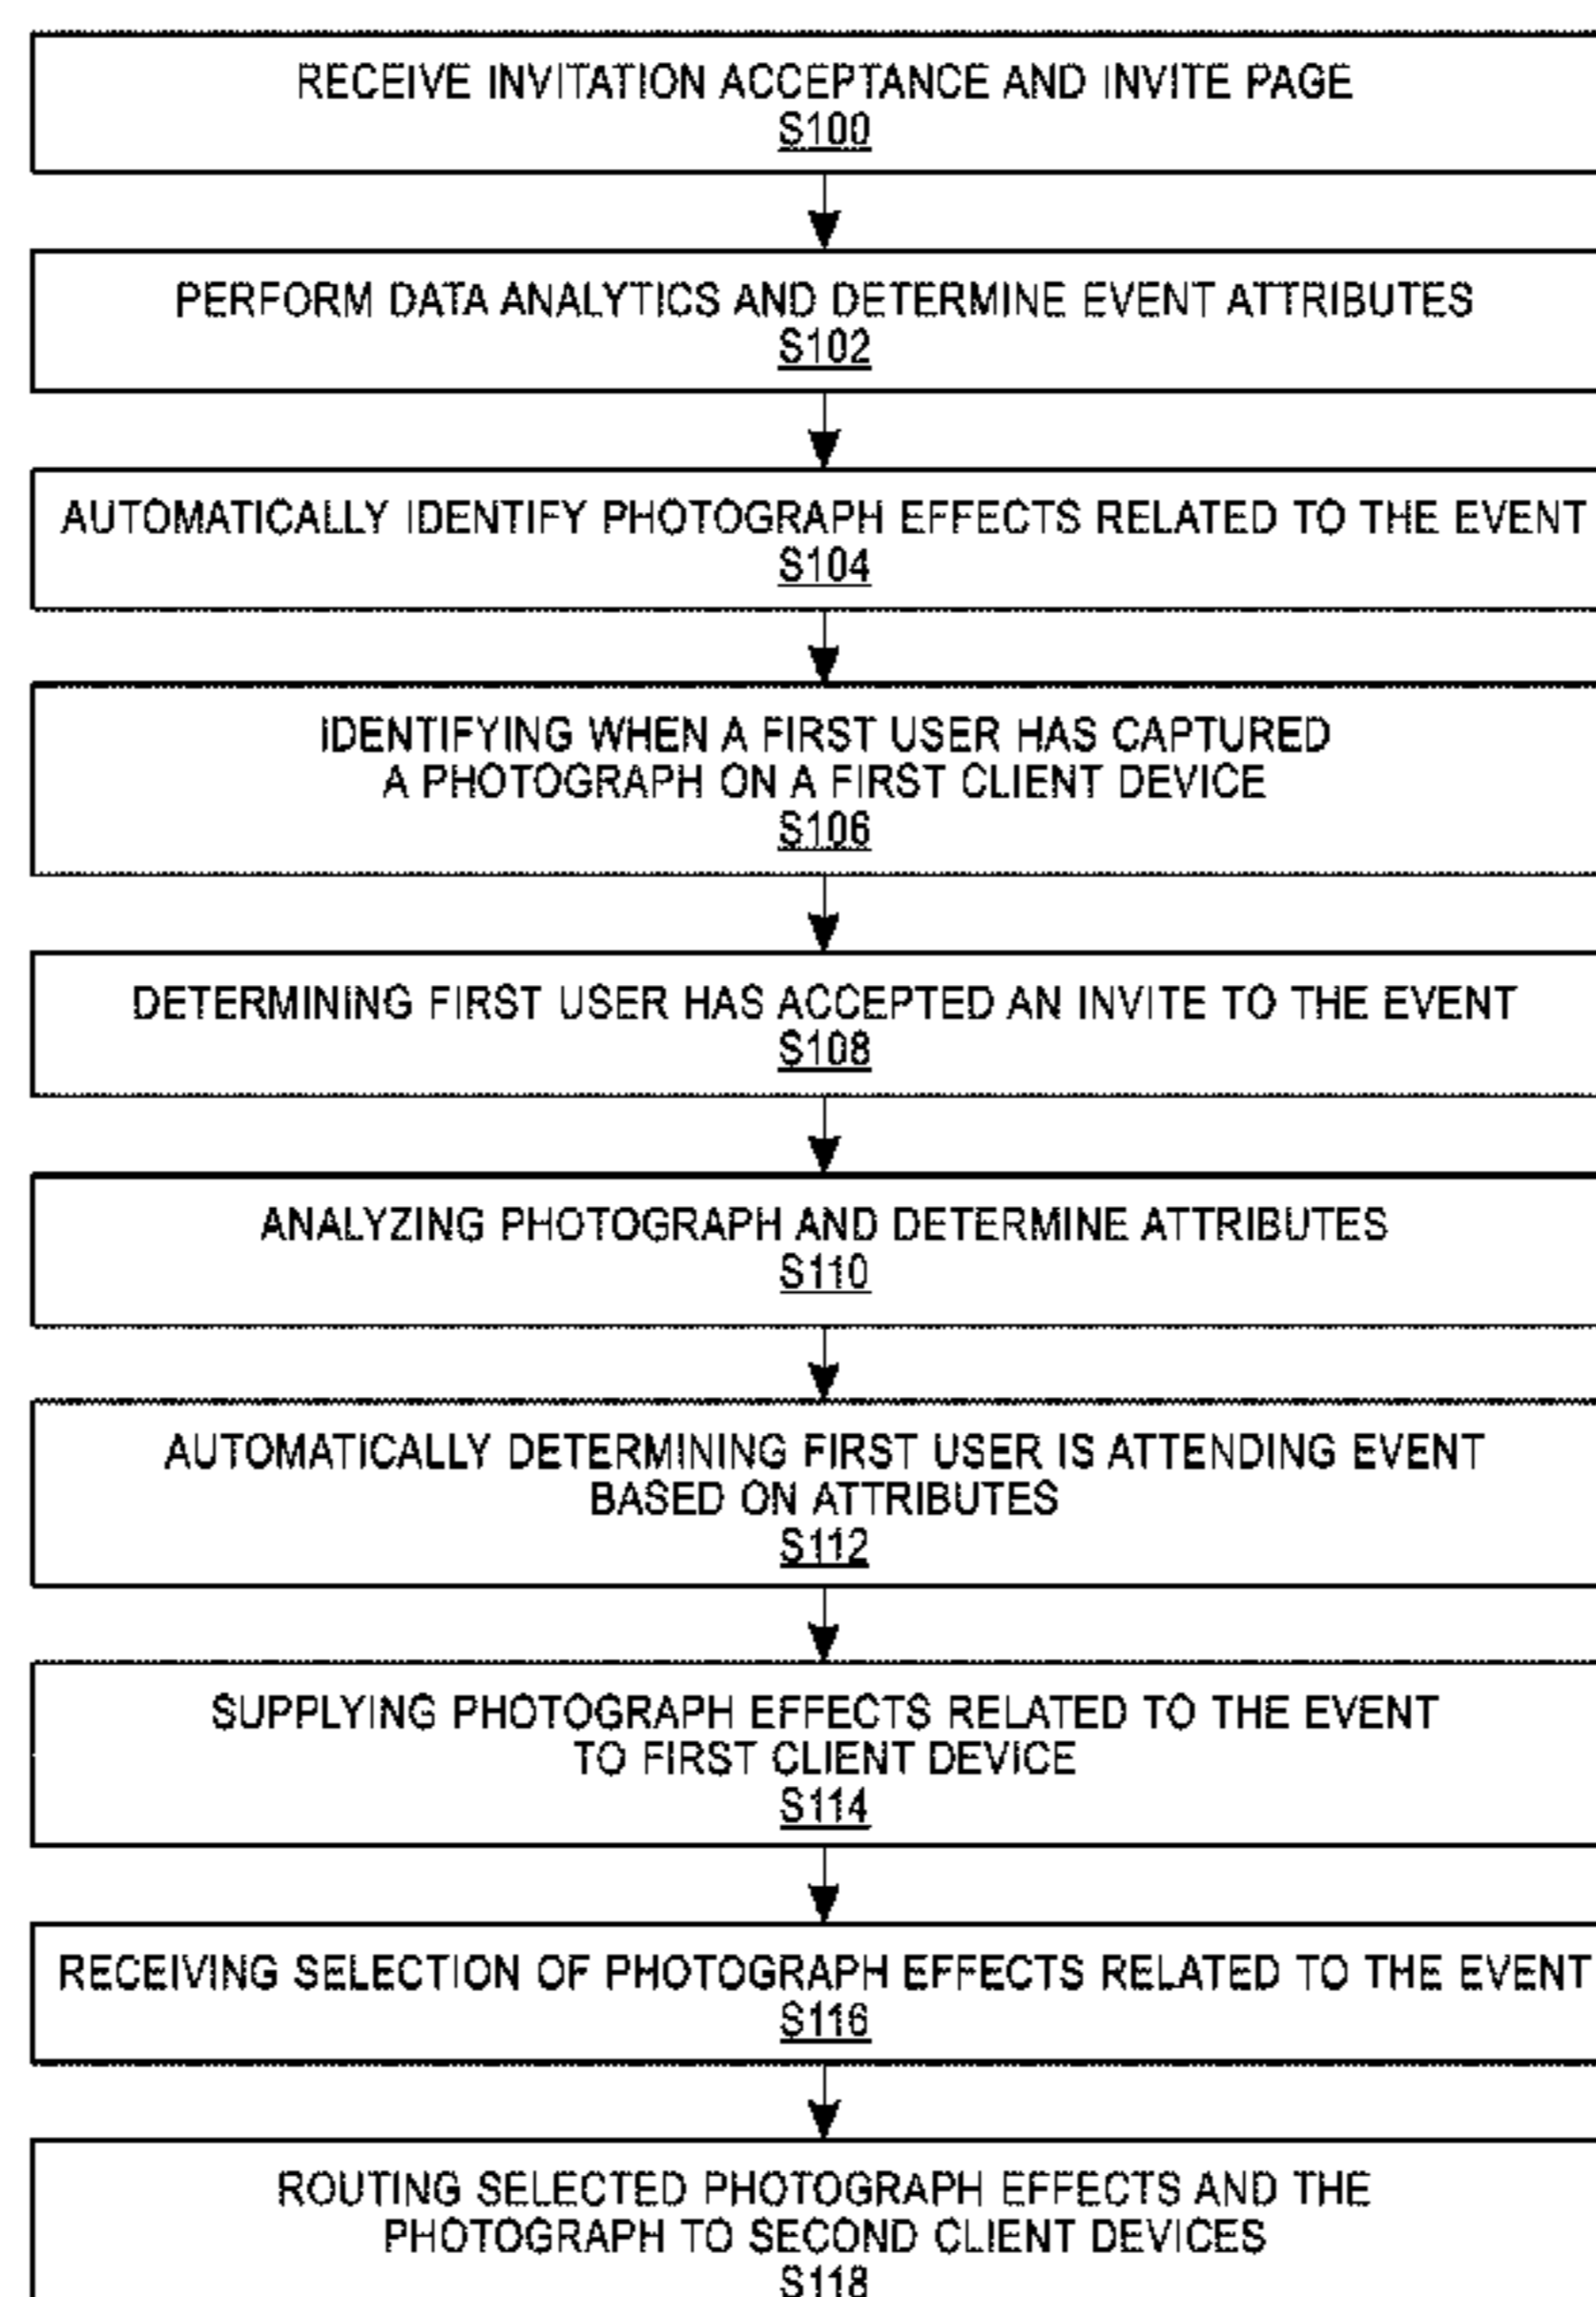 RECEIVE INVITATION ACCEPTANCE AND INVITE PAGE
S100
PERFORM DATA ANALYTICS AND DETERMINE EVENT ATTRIBUTES
S102
AUTOMATICALLY IDENTIFY PHOTOGRAPH EFFECTS RELATED TO THE EVENT
S104
IDENTIFYING WHEN A FIRST USER HAS CAPTURED
A PHOTOGRAPH ON A FIRST CLIENT DEVICE
S106
DETERMINING FIRST USER HAS ACCEPTED AN INVITE TO THE EVENT
S108
ANALYZING PHOTOGRAPH AND DETERMINE ATTRIBUTES
S110
AUTOMATICALLY DETERMINING FIRST USER IS ATTENDING EVENT
BASED ON ATTRIBUTES
S112
SUPPLYING PHOTOGRAPH EFFECTS RELATED TO THE EVENT
TO FIRST CLIENT DEVICE
S114
RECEIVING SELECTION OF PHOTOGRAPH EFFECTS RELATED TO THE EVENT
S116
ROUTING SELECTED PHOTOGRAPH EFFECTS AND THE
PHOTOGRAPH TO SECOND CLIENT DEVICES
S118